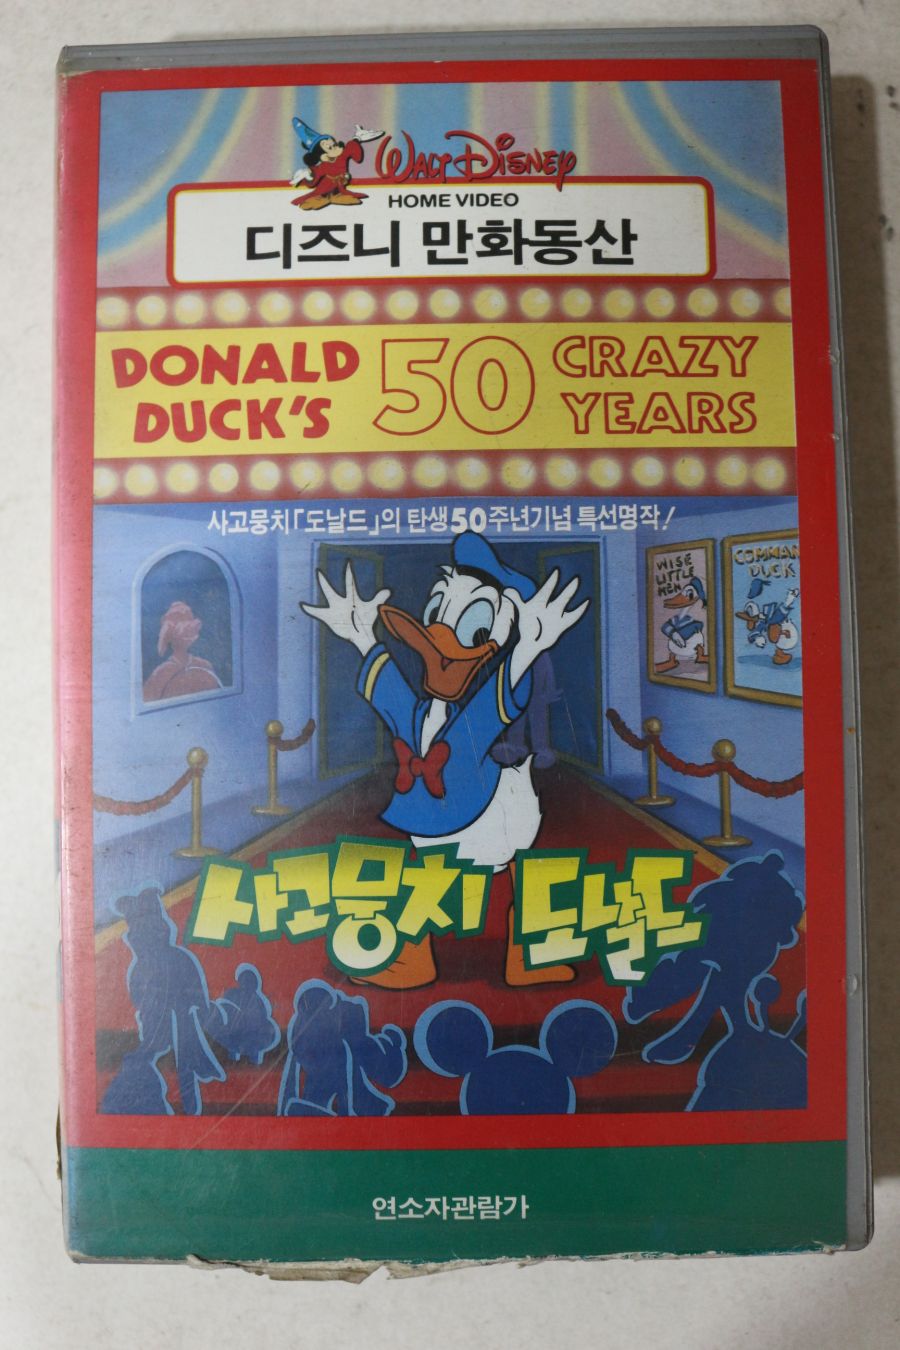 WALT DISNEY
HOME VIDEO
디즈니 만화동산
DONALD DUCK'S 50 CRAZY YEARS
사고뭉치「도날드」의 탄생50주년기념 특선명작!
WISE LITTLE HEN
COMMAN DUCK
사고뭉치 도날드
연소자관람가